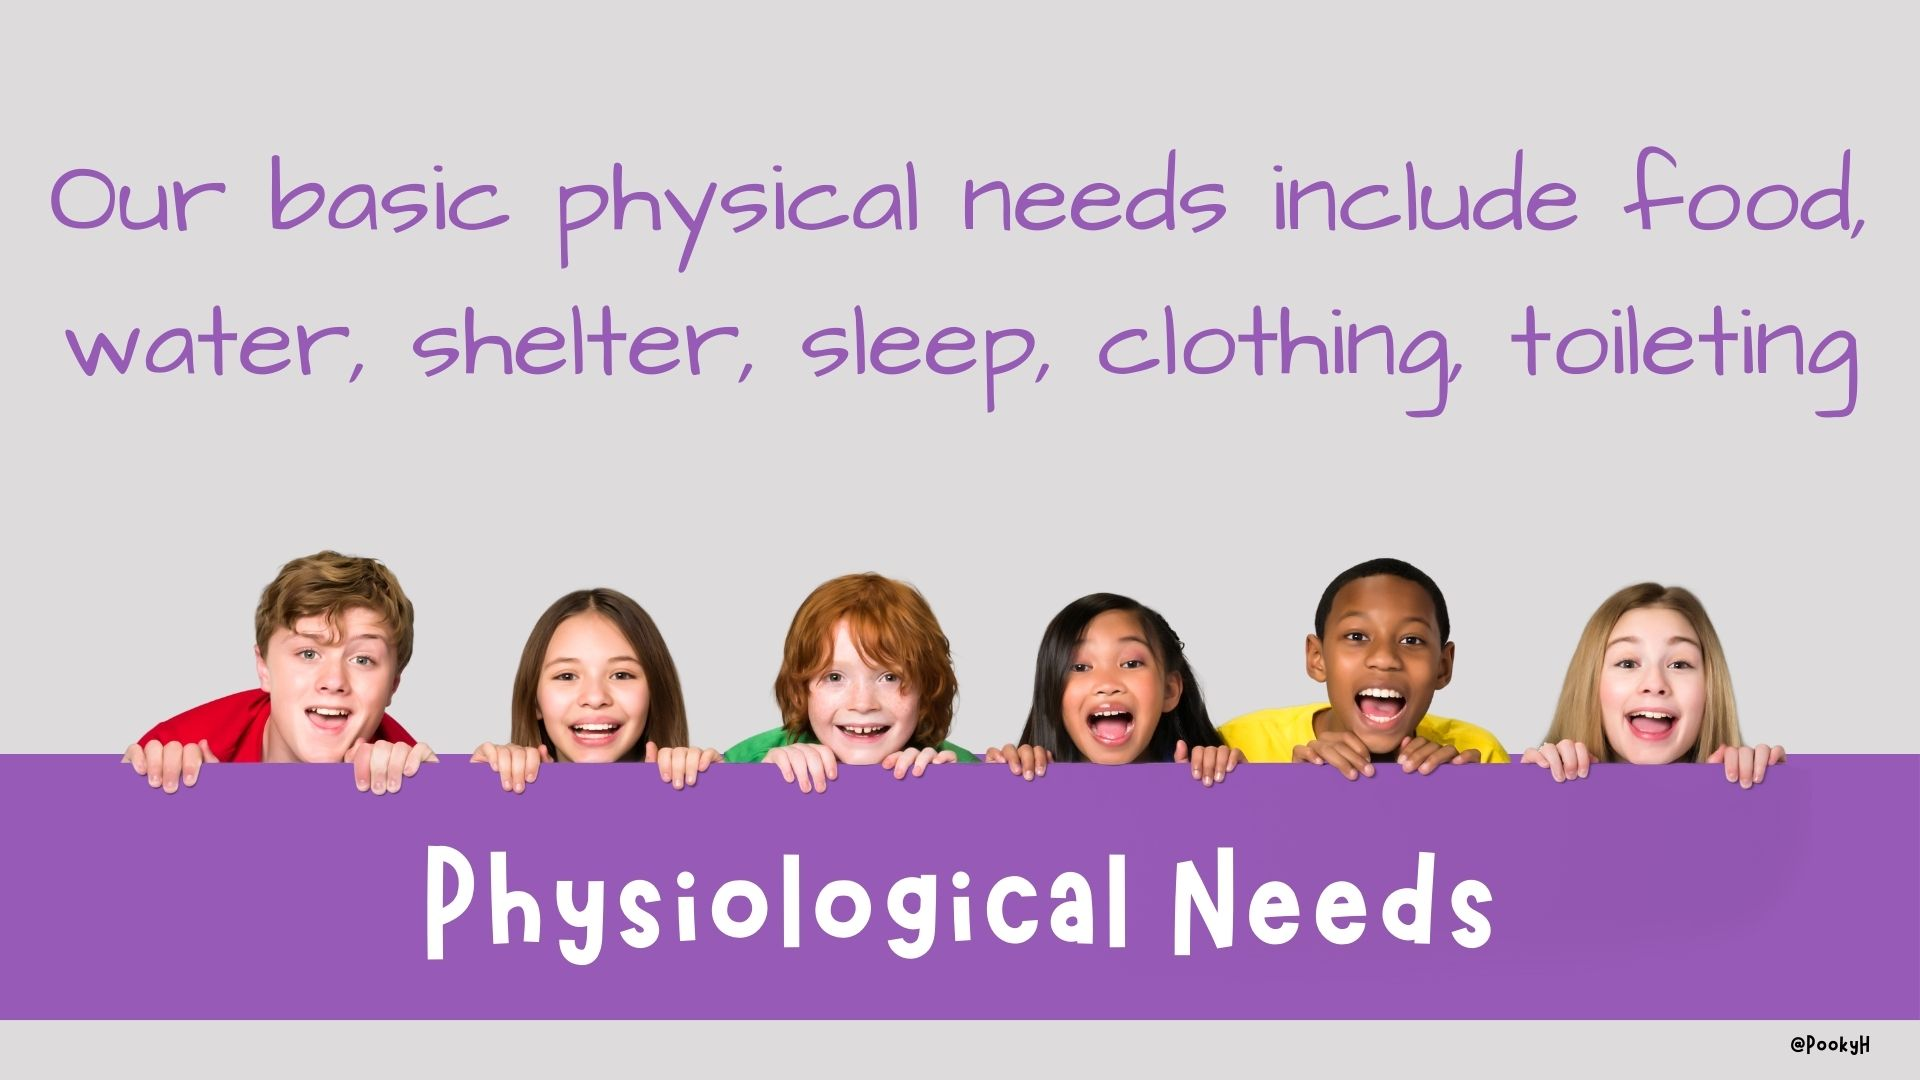 Our basic physical needs include food,
water, shelter, sleep, clothing, toileting
Physiological Needs
@PookyH